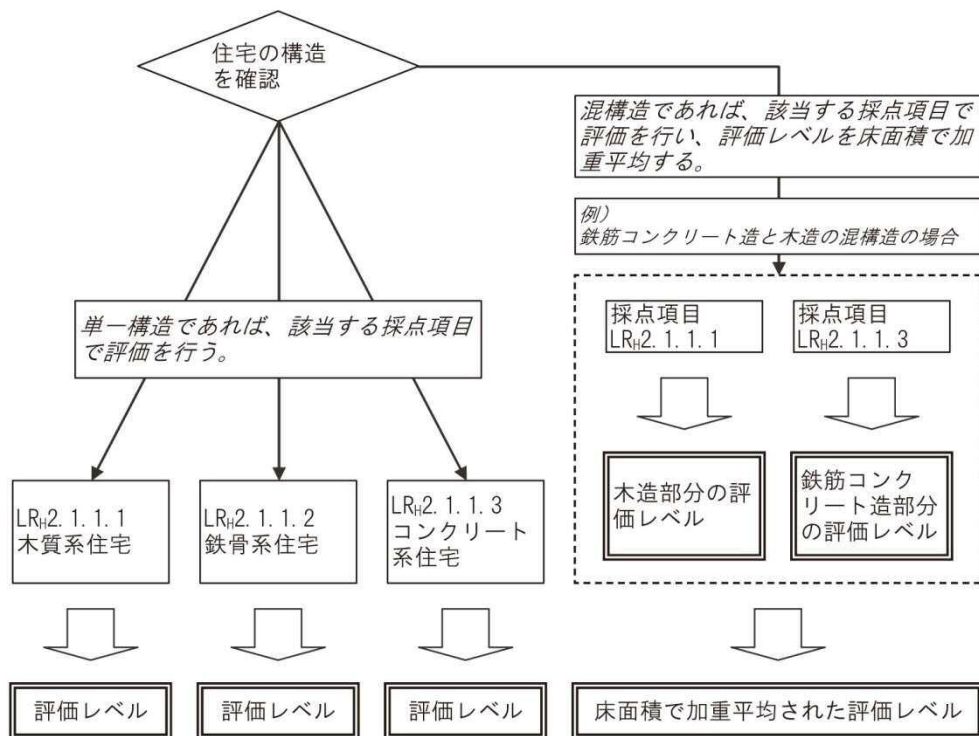 住宅の構造
を確認
混構造であれば、該当する採点項目で
評価を行い、評価レベルを床面積で加
重平均する。
例）
鉄筋コンクリート造と木造の混構造の場合
単一構造であれば、該当する採点項目
で評価を行う。
採点項目
LRH2.1.1.1
採点項目
LRH2.1.1.3
木造部分の評
価レベル
鉄筋コンク
リート造部分
の評価レベル
LRH2.1.1.1
木質系住宅
LRH2.1.1.2
鉄骨系住宅
LRH2.1.1.3
コンクリート
系住宅
評価レベル
評価レベル
評価レベル
床面積で加重平均された評価レベル